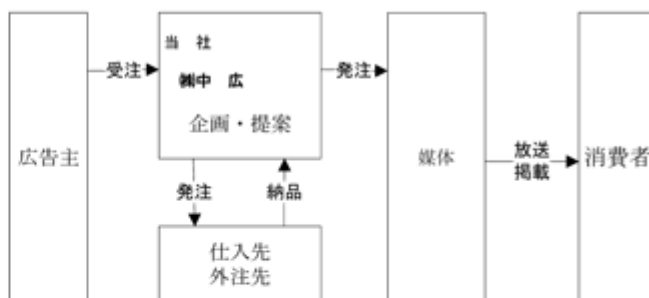 広告主
受注
当 社
㈱中 広
企画・提案
発注
納品
仕入先
外注先
発注
媒体
放送
掲載
消費者